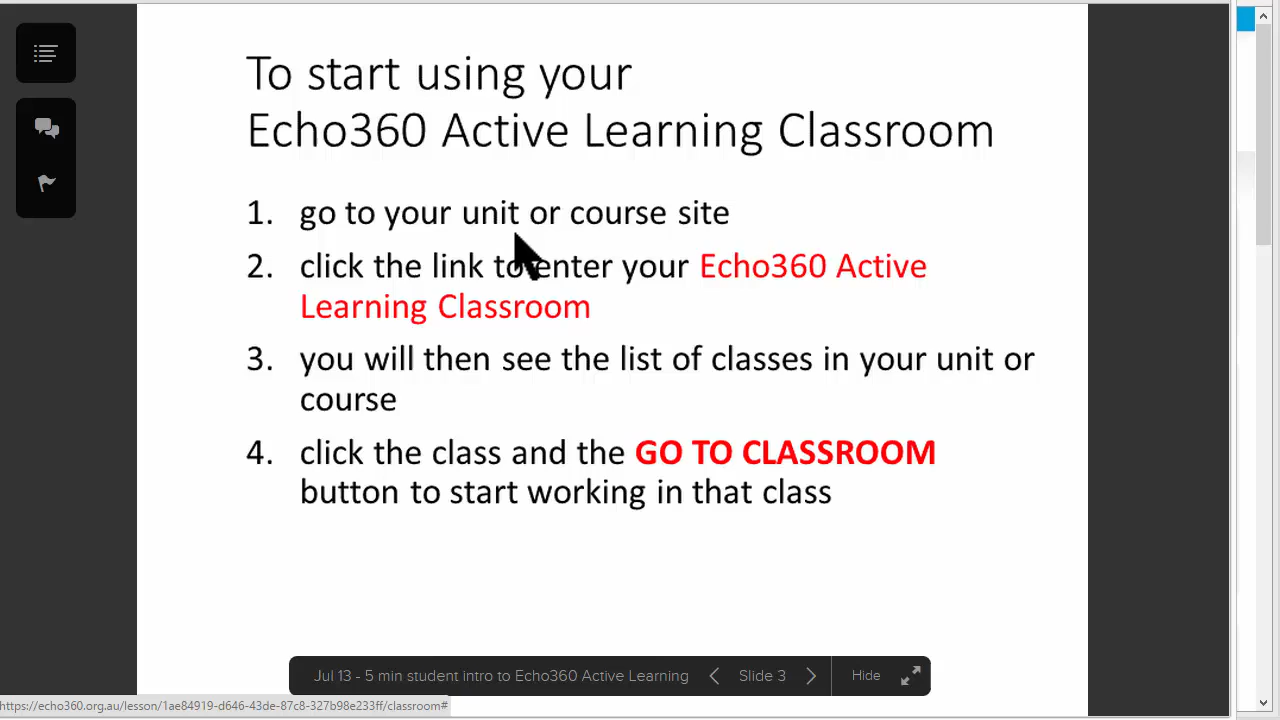 To start using your
Echo360 Active Learning Classroom
1. go to your unit or course site
2. click the link to enter your Echo360 Active
Learning Classroom
3. you will then see the list of classes in your unit or
course
4. click the class and the GO TO CLASSROOM
button to start working in that class
Jul 13 - 5 min student intro to Echo360 Active Learning Slide 3 Hide
https://echo360.org.au/lesson/1ae84919-d646-43de-87c8-327b98e233ff/classroom#